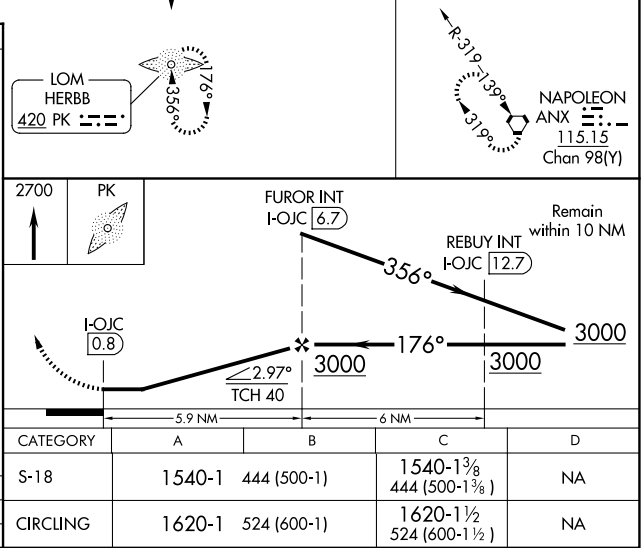 LOM
HERBB
420 PK
176°
356°
R-319
139°
319°
NAPOLEON
ANX
115.15
Chan 98(Y)
2700
PK
FUROR INT
I-OJC 6.7
REBUY INT
I-OJC 12.7
Remain
within 10 NM
356°
3000
I-OJC
0.8
176°
3000
3000
2.97°
TCH 40
5.9 NM
6 NM
CATEGORY A B C D
S-18 1540-1 444 (500-1) 1540-1⅜ 444 (500-1⅜) NA
CIRCLING 1620-1 524 (600-1) 1620-1½ 524 (600-1½) NA